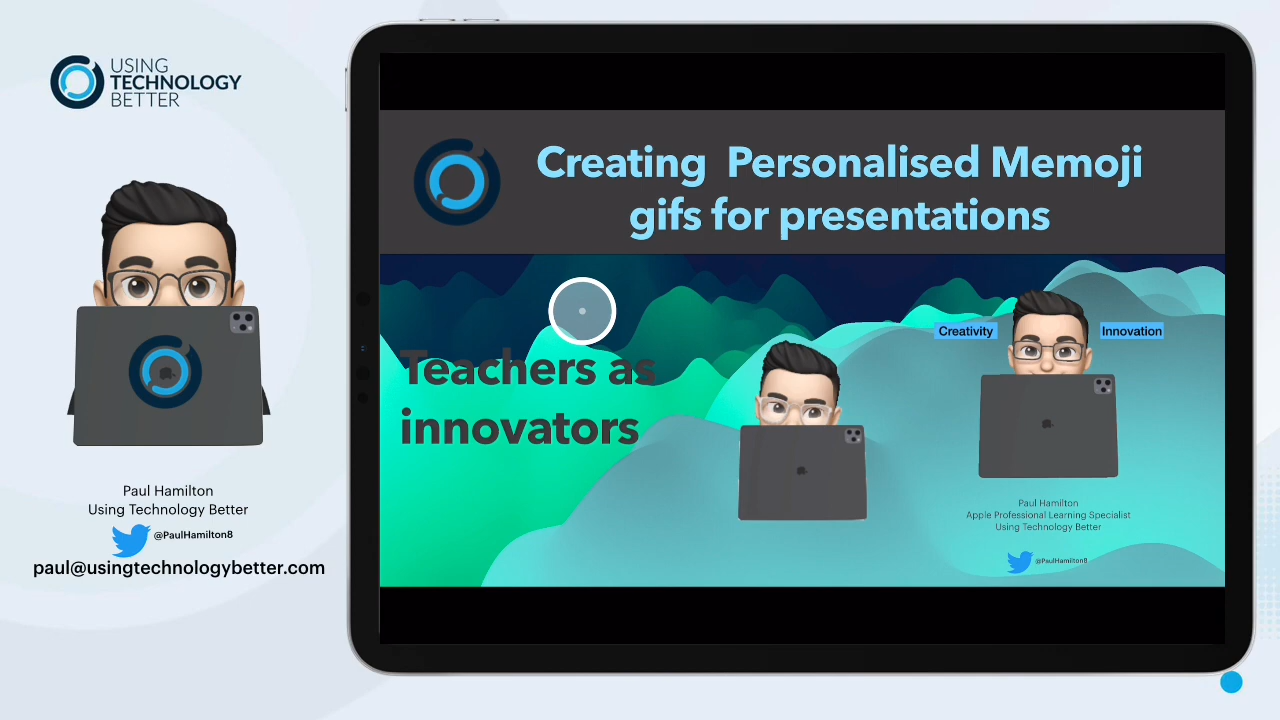 USING
TECHNOLOGY
BETTER
Paul Hamilton
Using Technology Better
@PaulHamilton8
paul@usingtechnologybetter.com
Creating Personalised Memoji
gifs for presentations
Teachers as
innovators
Creativity
Innovation
Paul Hamilton
Apple Professional Learning Specialist
Using Technology Better
@PaulHamilton8